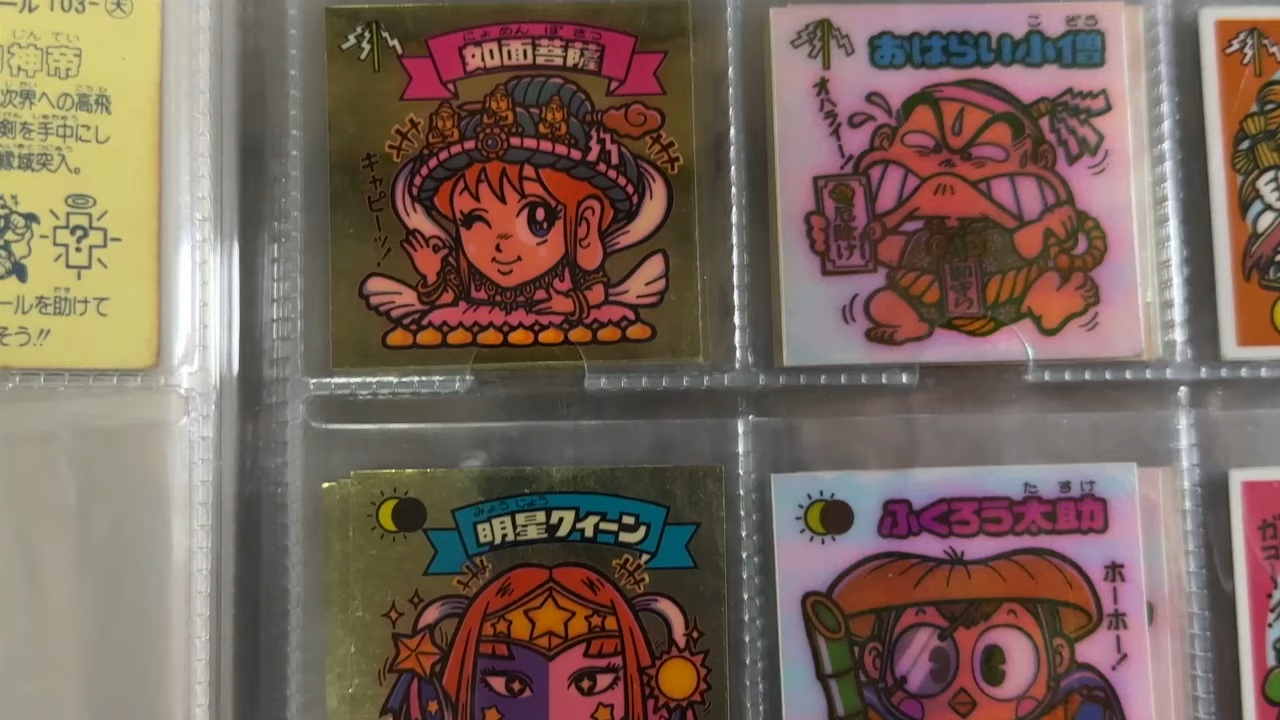 ール 103-天
じんてい
神帝
次界への高飛
剣を手中にし
縁域突入。
?
ールを助けて
そう!!
にょめんぼさつ
如面菩薩
キャピーッ!
こぞう
おはらい小僧
オハライー!
厄除け
みょうじょう
明星クィーン
たすけ
ふくろう太助
ホーホー!